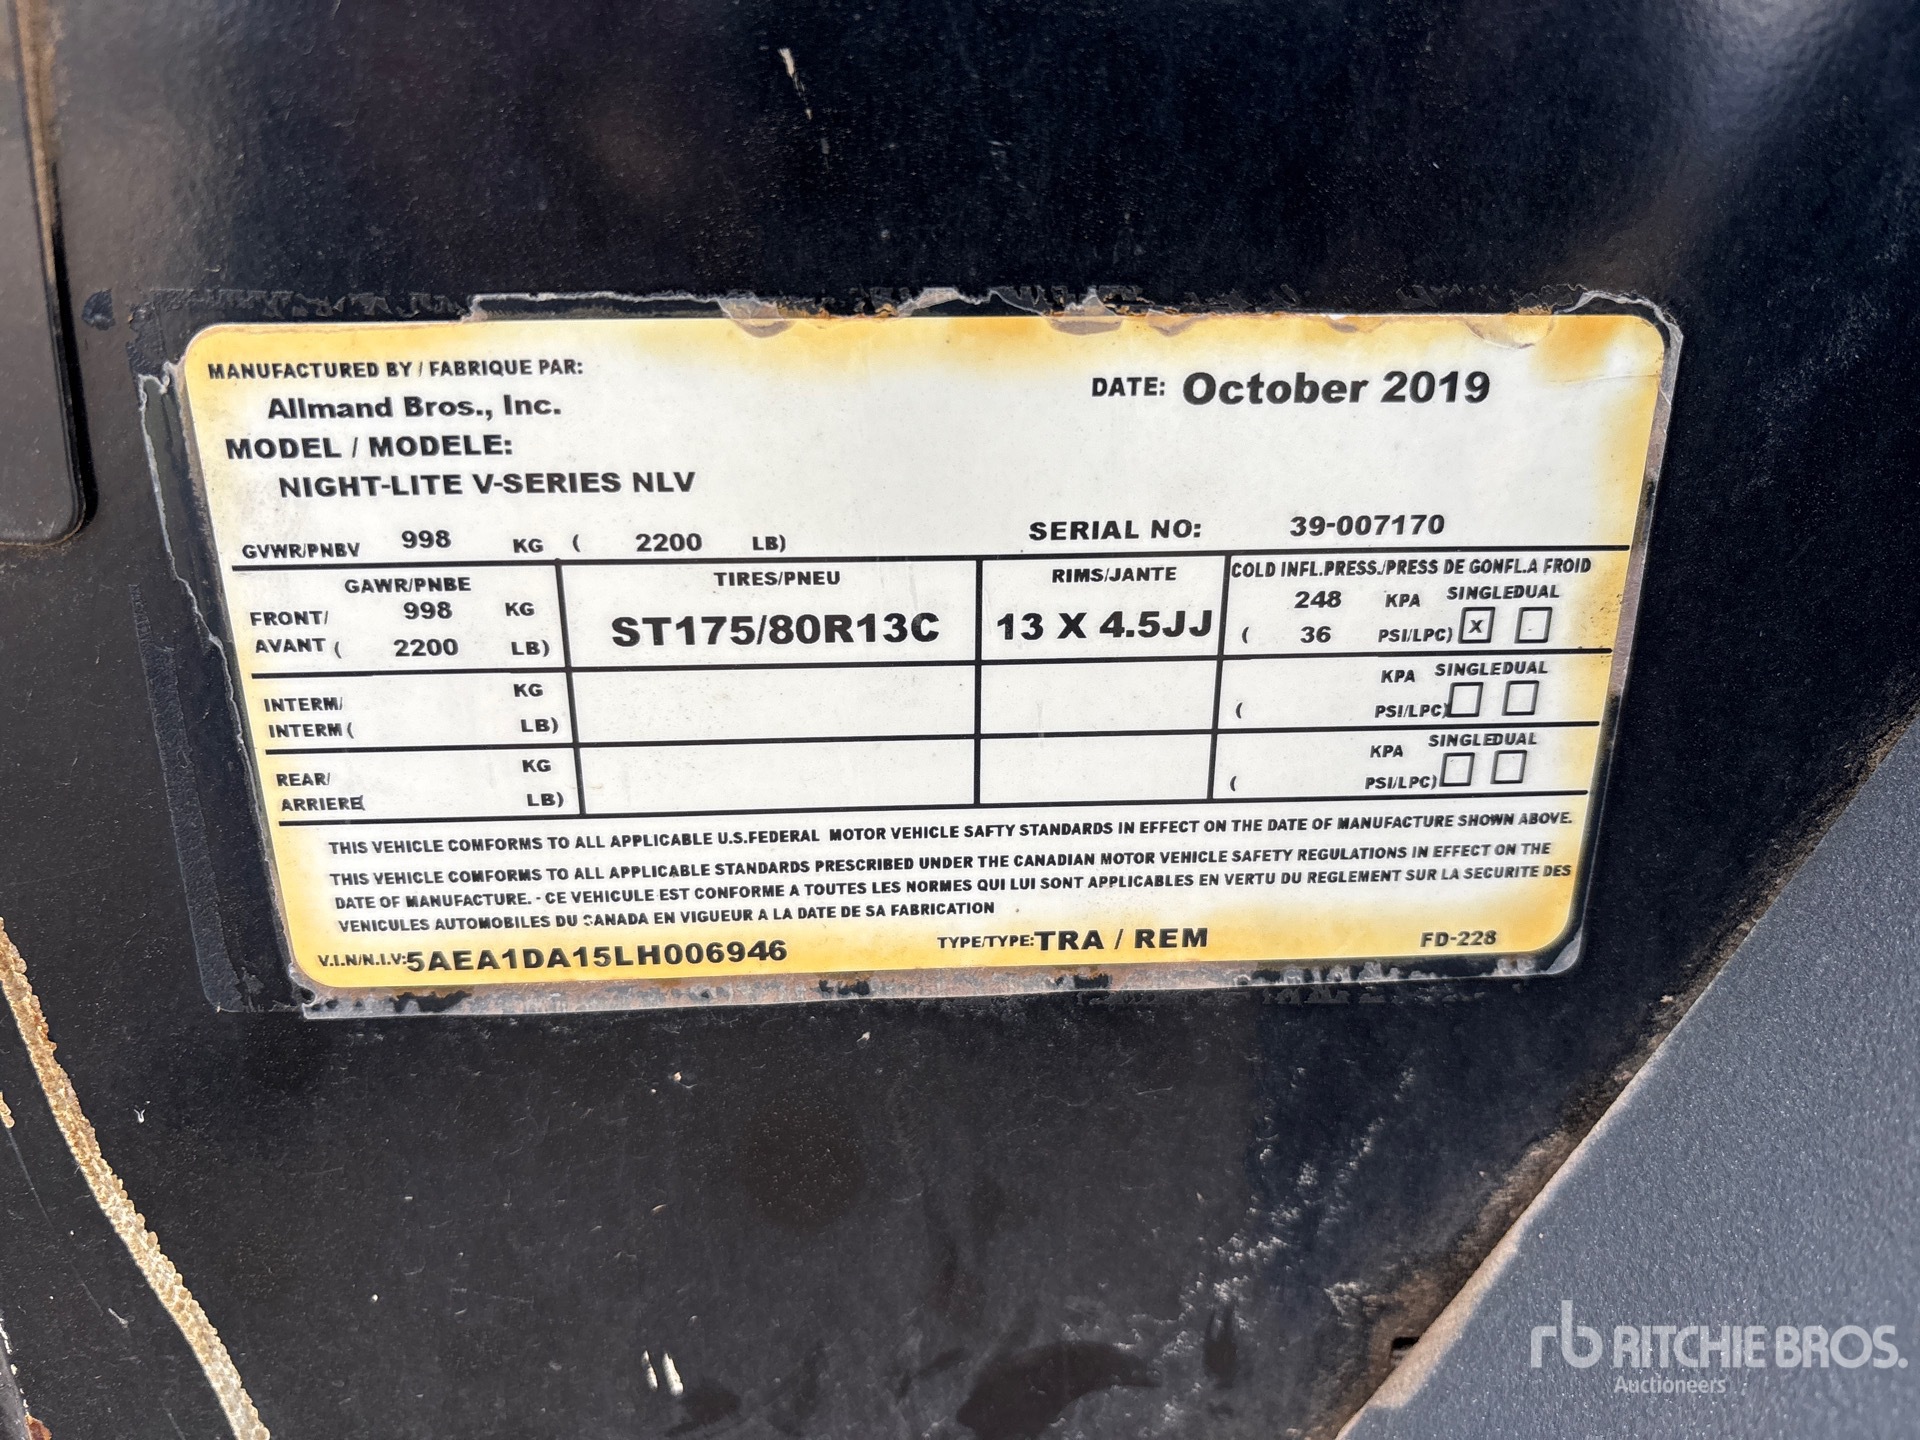 MANUFACTURED BY / FABRIQUE PAR:
Allmand Bros., Inc.
DATE: October 2019
MODEL / MODELE:
NIGHT-LITE V-SERIES NLV
GVWR/PNBV 998 KG ( 2200 LB) SERIAL NO: 39-007170
GAWR/PNBE TIRES/PNEU RIMS/JANTE COLD INFL.PRESS./PRESS DE GONFL.A FROID
FRONT/ 998 KG ST175/80R13C 13 X 4.5JJ 248 KPA SINGLE DUAL
AVANT ( 2200 LB) ( 36 PSI/LPC) X
INTERM/ KG KPA SINGLE DUAL
INTERM ( LB) ( PSI/LPC)
REAR/ KG KPA SINGLE DUAL
ARRIERE( LB) ( PSI/LPC)
THIS VEHICLE COMFORMS TO ALL APPLICABLE U.S.FEDERAL MOTOR VEHICLE SAFTY STANDARDS IN EFFECT ON THE DATE OF MANUFACTURE SHOWN ABOVE.
THIS VEHICLE COMFORMS TO ALL APPLICABLE STANDARDS PRESCRIBED UNDER THE CANADIAN MOTOR VEHICLE SAFETY REGULATIONS IN EFFECT ON THE
DATE OF MANUFACTURE. - CE VEHICULE EST CONFORME A TOUTES LES NORMES QUI LUI SONT APPLICABLES EN VERTU DU REGLEMENT SUR LA SECURITE DES
VENICULES AUTOMOBILES DU CANADA EN VIGUEUR A LA DATE DE SA FABRICATION
V.I.N/N.I.V: 5AEA1DA15LH006946 TYPE/TYPE: TRA / REM FD-228
rb RITCHIE BROS.
Auctioneers